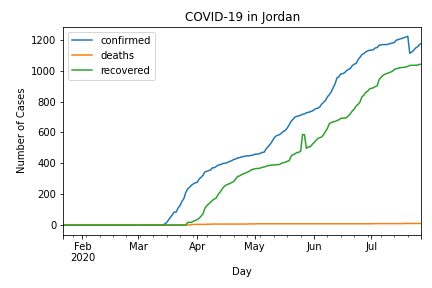 COVID-19 in Jordan
confirmed
deaths
recovered
Number of Cases
1200
1000
800
600
400
200
0
Feb Mar Apr May Jun Jul
2020
Day